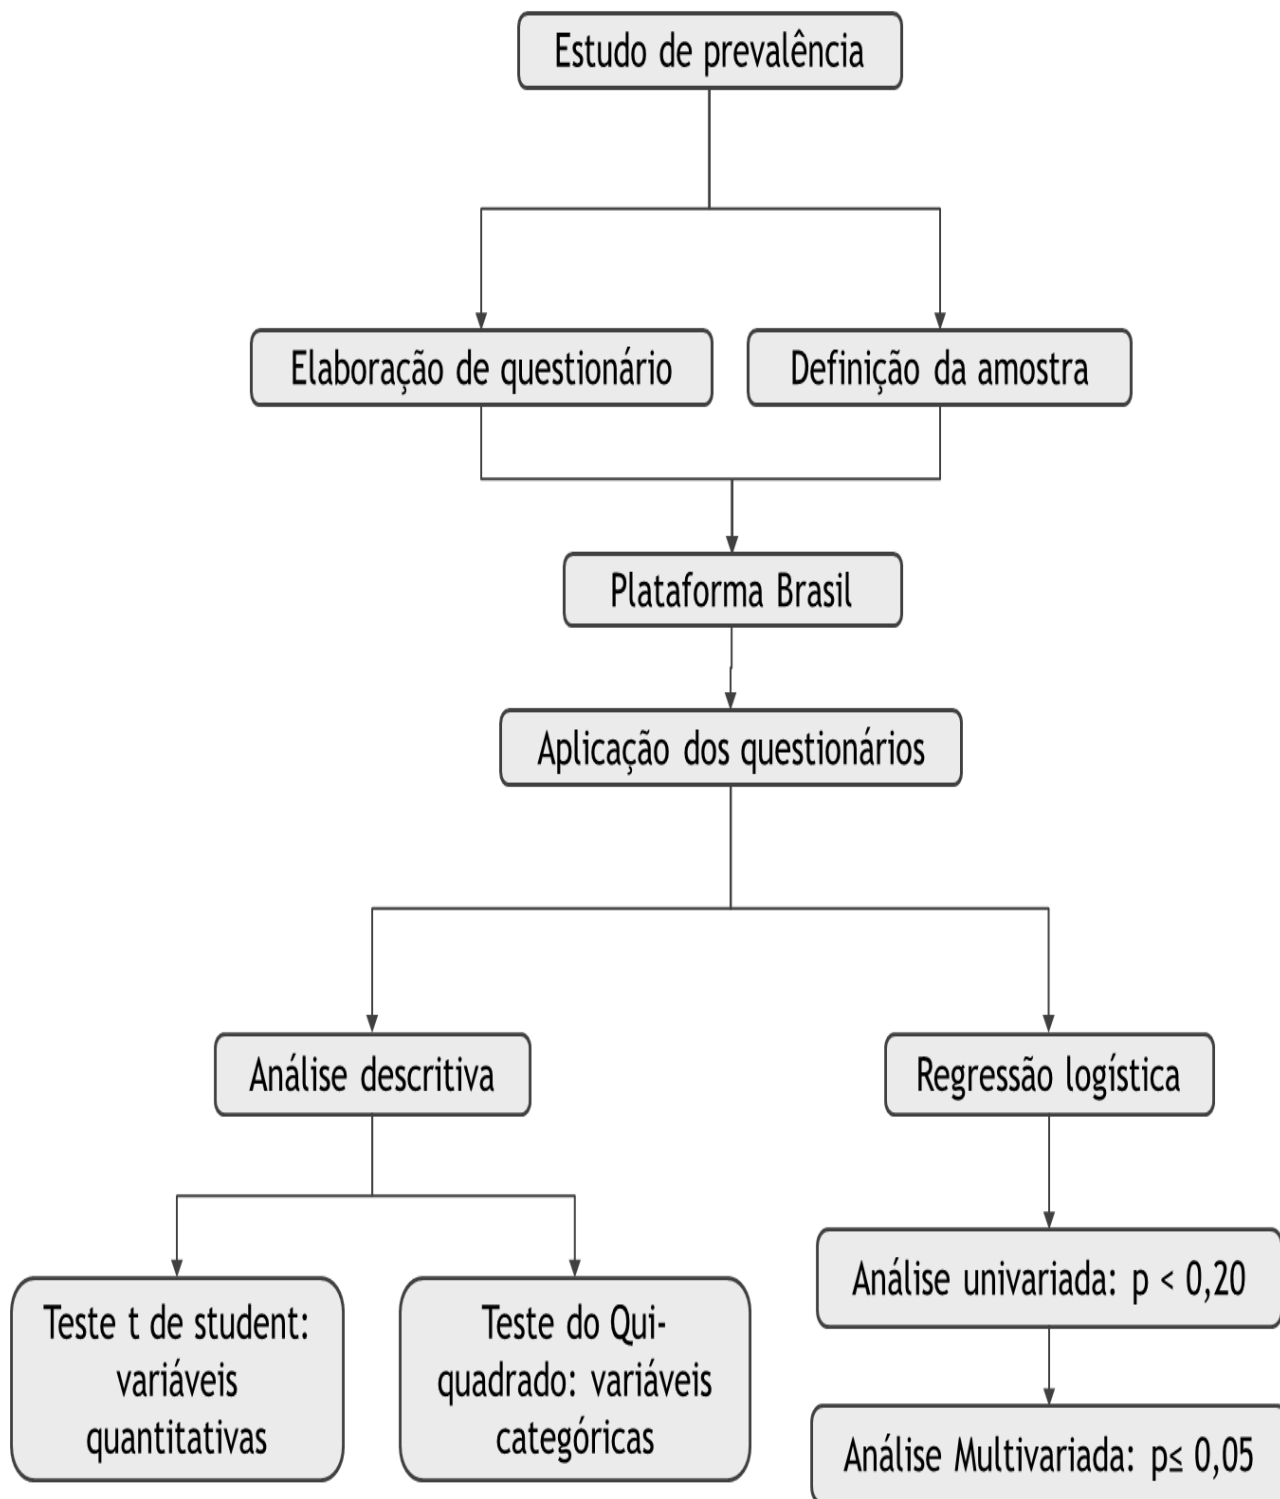 Estudo de prevalência
Elaboração de questionário
Definição da amostra
Plataforma Brasil
Aplicação dos questionários
Análise descritiva
Regressão logística
Teste t de student:
variáveis
quantitativas
Teste do Qui-
quadrado: variáveis
categóricas
Análise univariada: p < 0,20
Análise Multivariada: p≤ 0,05